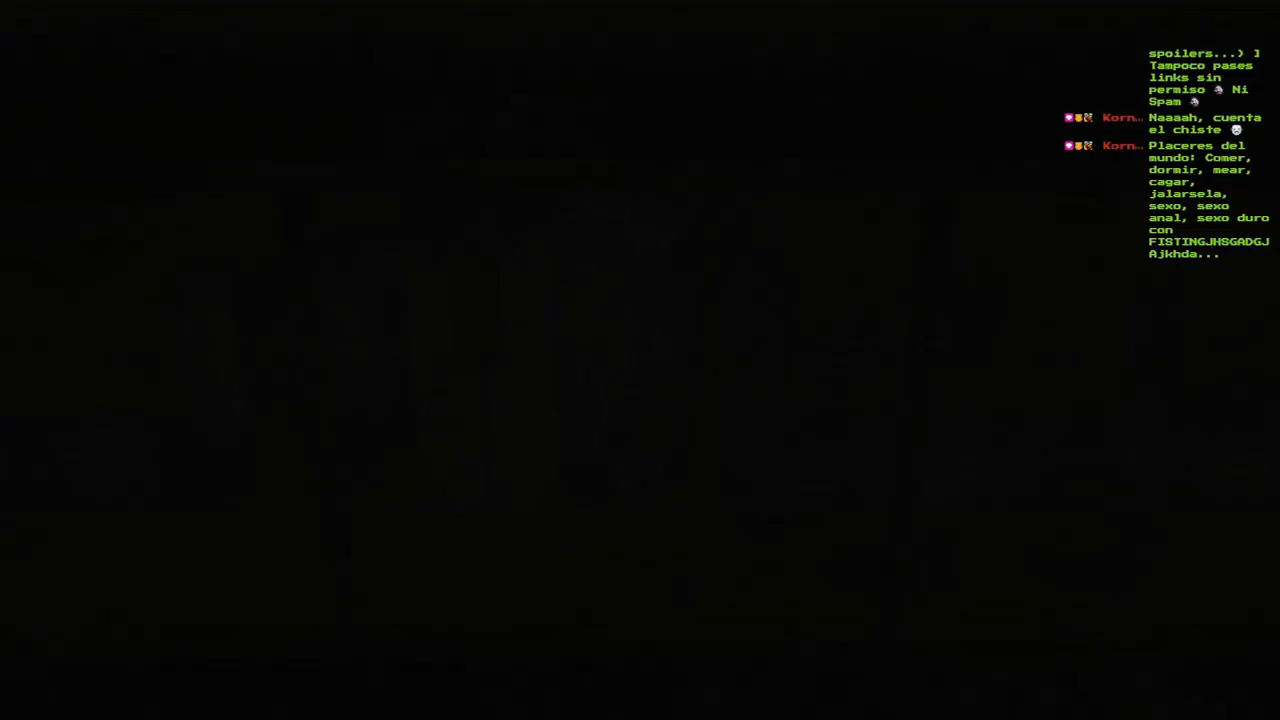 spoilers...) ]
Tampoco pases
links sin
permiso Ni
Spam
Korn… Naaaah, cuenta
el chiste
Korn… Placeres del
mundo: Comer,
dormir, mear,
cagar,
jalarsela,
sexo, sexo
anal, sexo duro
con
FISTINGJHSGADGJ
Ajkhda...